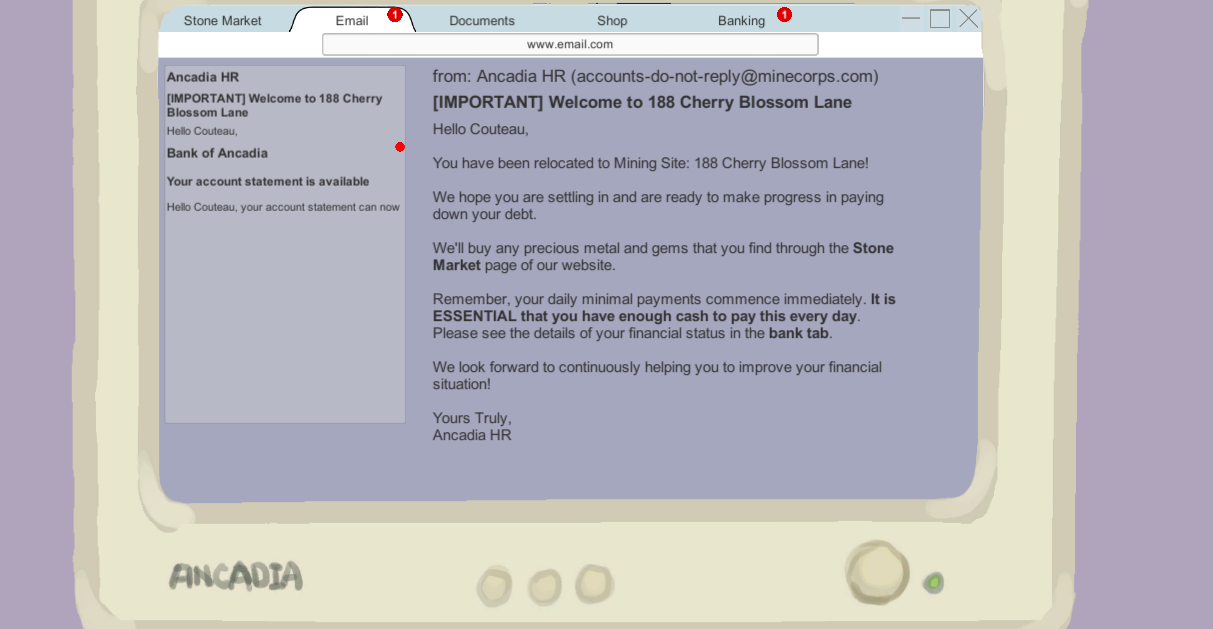 Stone Market
Email
1
Documents
Shop
Banking
1
www.email.com
Ancadia HR
[IMPORTANT] Welcome to 188 Cherry
Blossom Lane
Hello Couteau,
Bank of Ancadia
Your account statement is available
Hello Couteau, your account statement can now
from: Ancadia HR (accounts-do-not-reply@minecorps.com)
[IMPORTANT] Welcome to 188 Cherry Blossom Lane
Hello Couteau,
You have been relocated to Mining Site: 188 Cherry Blossom Lane!
We hope you are settling in and are ready to make progress in paying
down your debt.
We'll buy any precious metal and gems that you find through the Stone
Market page of our website.
Remember, your daily minimal payments commence immediately. It is
ESSENTIAL that you have enough cash to pay this every day.
Please see the details of your financial status in the bank tab.
We look forward to continuously helping you to improve your financial
situation!
Yours Truly,
Ancadia HR
ANCADIA